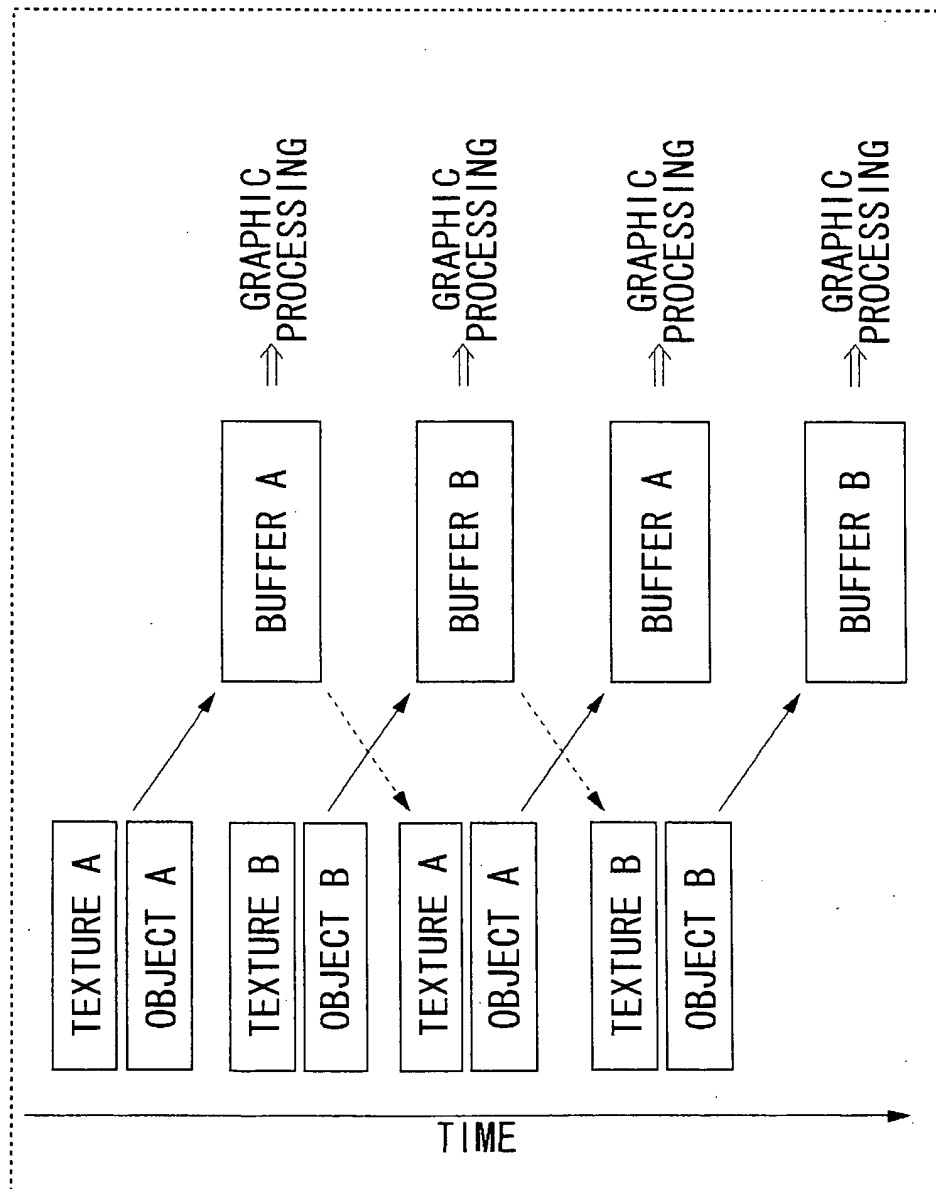 TEXTURE A
OBJECT A
BUFFER A
GRAPHIC
PROCESSING
TEXTURE B
OBJECT B
BUFFER B
GRAPHIC
PROCESSING
TEXTURE A
OBJECT A
BUFFER A
GRAPHIC
PROCESSING
TEXTURE B
OBJECT B
BUFFER B
GRAPHIC
PROCESSING
TIME